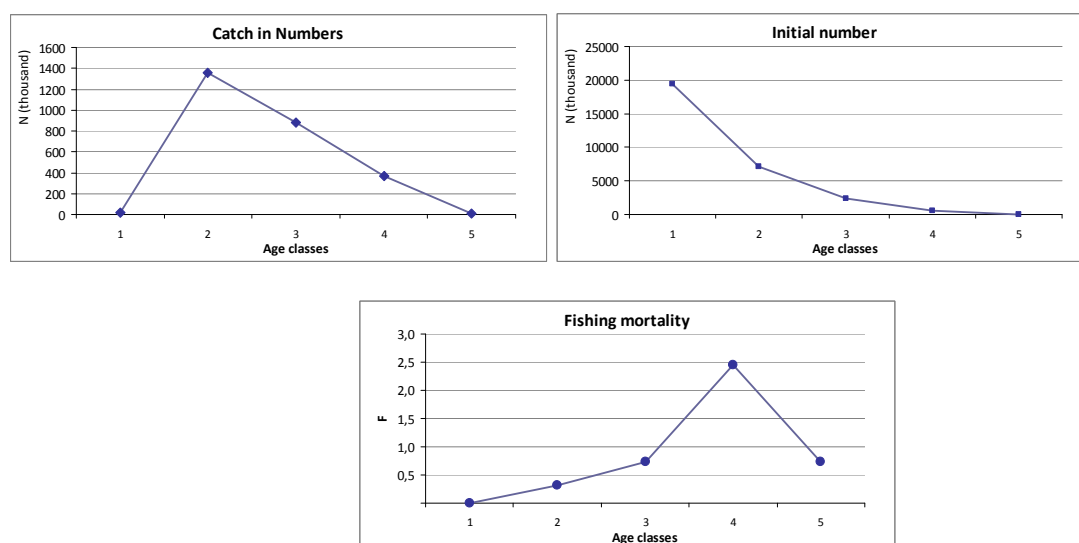 Catch in Numbers
N (thousand)
1600
1400
1200
1000
800
600
400
200
0
1 2 3 4 5
Age classes
Initial number
N (thousand)
25000
20000
15000
10000
5000
0
1 2 3 4 5
Age classes
Fishing mortality
F
3,0
2,5
2,0
1,5
1,0
0,5
1 2 3 4 5
Age classes